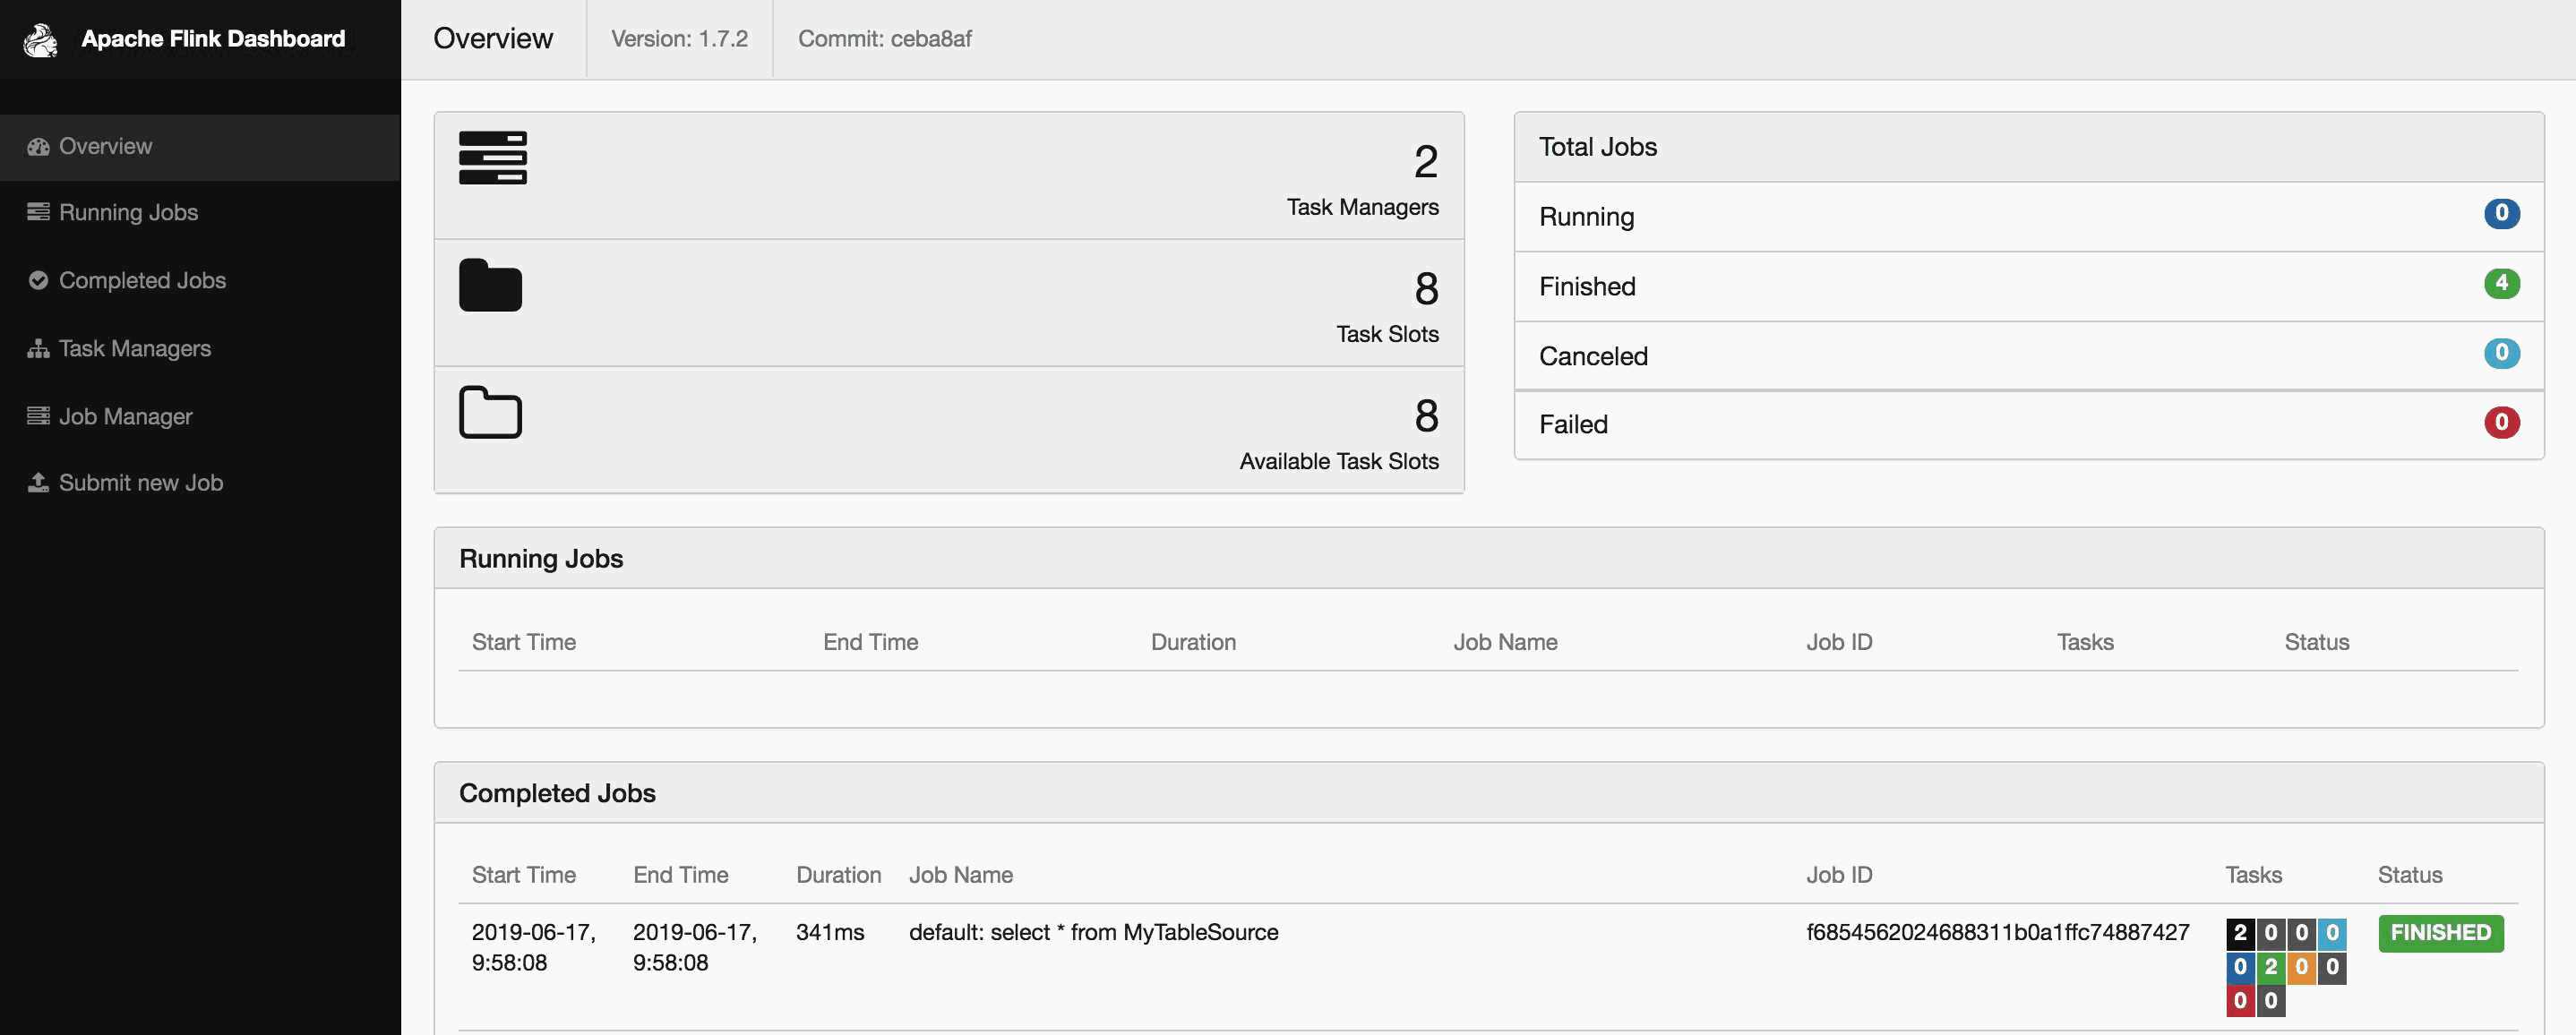 Apache Flink Dashboard
Overview
Version: 1.7.2
Commit: ceba8af
Overview
Running Jobs
Completed Jobs
Task Managers
Job Manager
Submit new Job
2
Task Managers
8
Task Slots
8
Available Task Slots
Total Jobs
Running 0
Finished 4
Canceled 0
Failed 0
Running Jobs
Start Time End Time Duration Job Name Job ID Tasks Status
Completed Jobs
Start Time End Time Duration Job Name Job ID Tasks Status
2019-06-17, 2019-06-17, 341ms default: select * from MyTableSource f6854562024688311b0a1ffc74887427 2 0 0 0 FINISHED
9:58:08 9:58:08 0 2 0 0
0 0